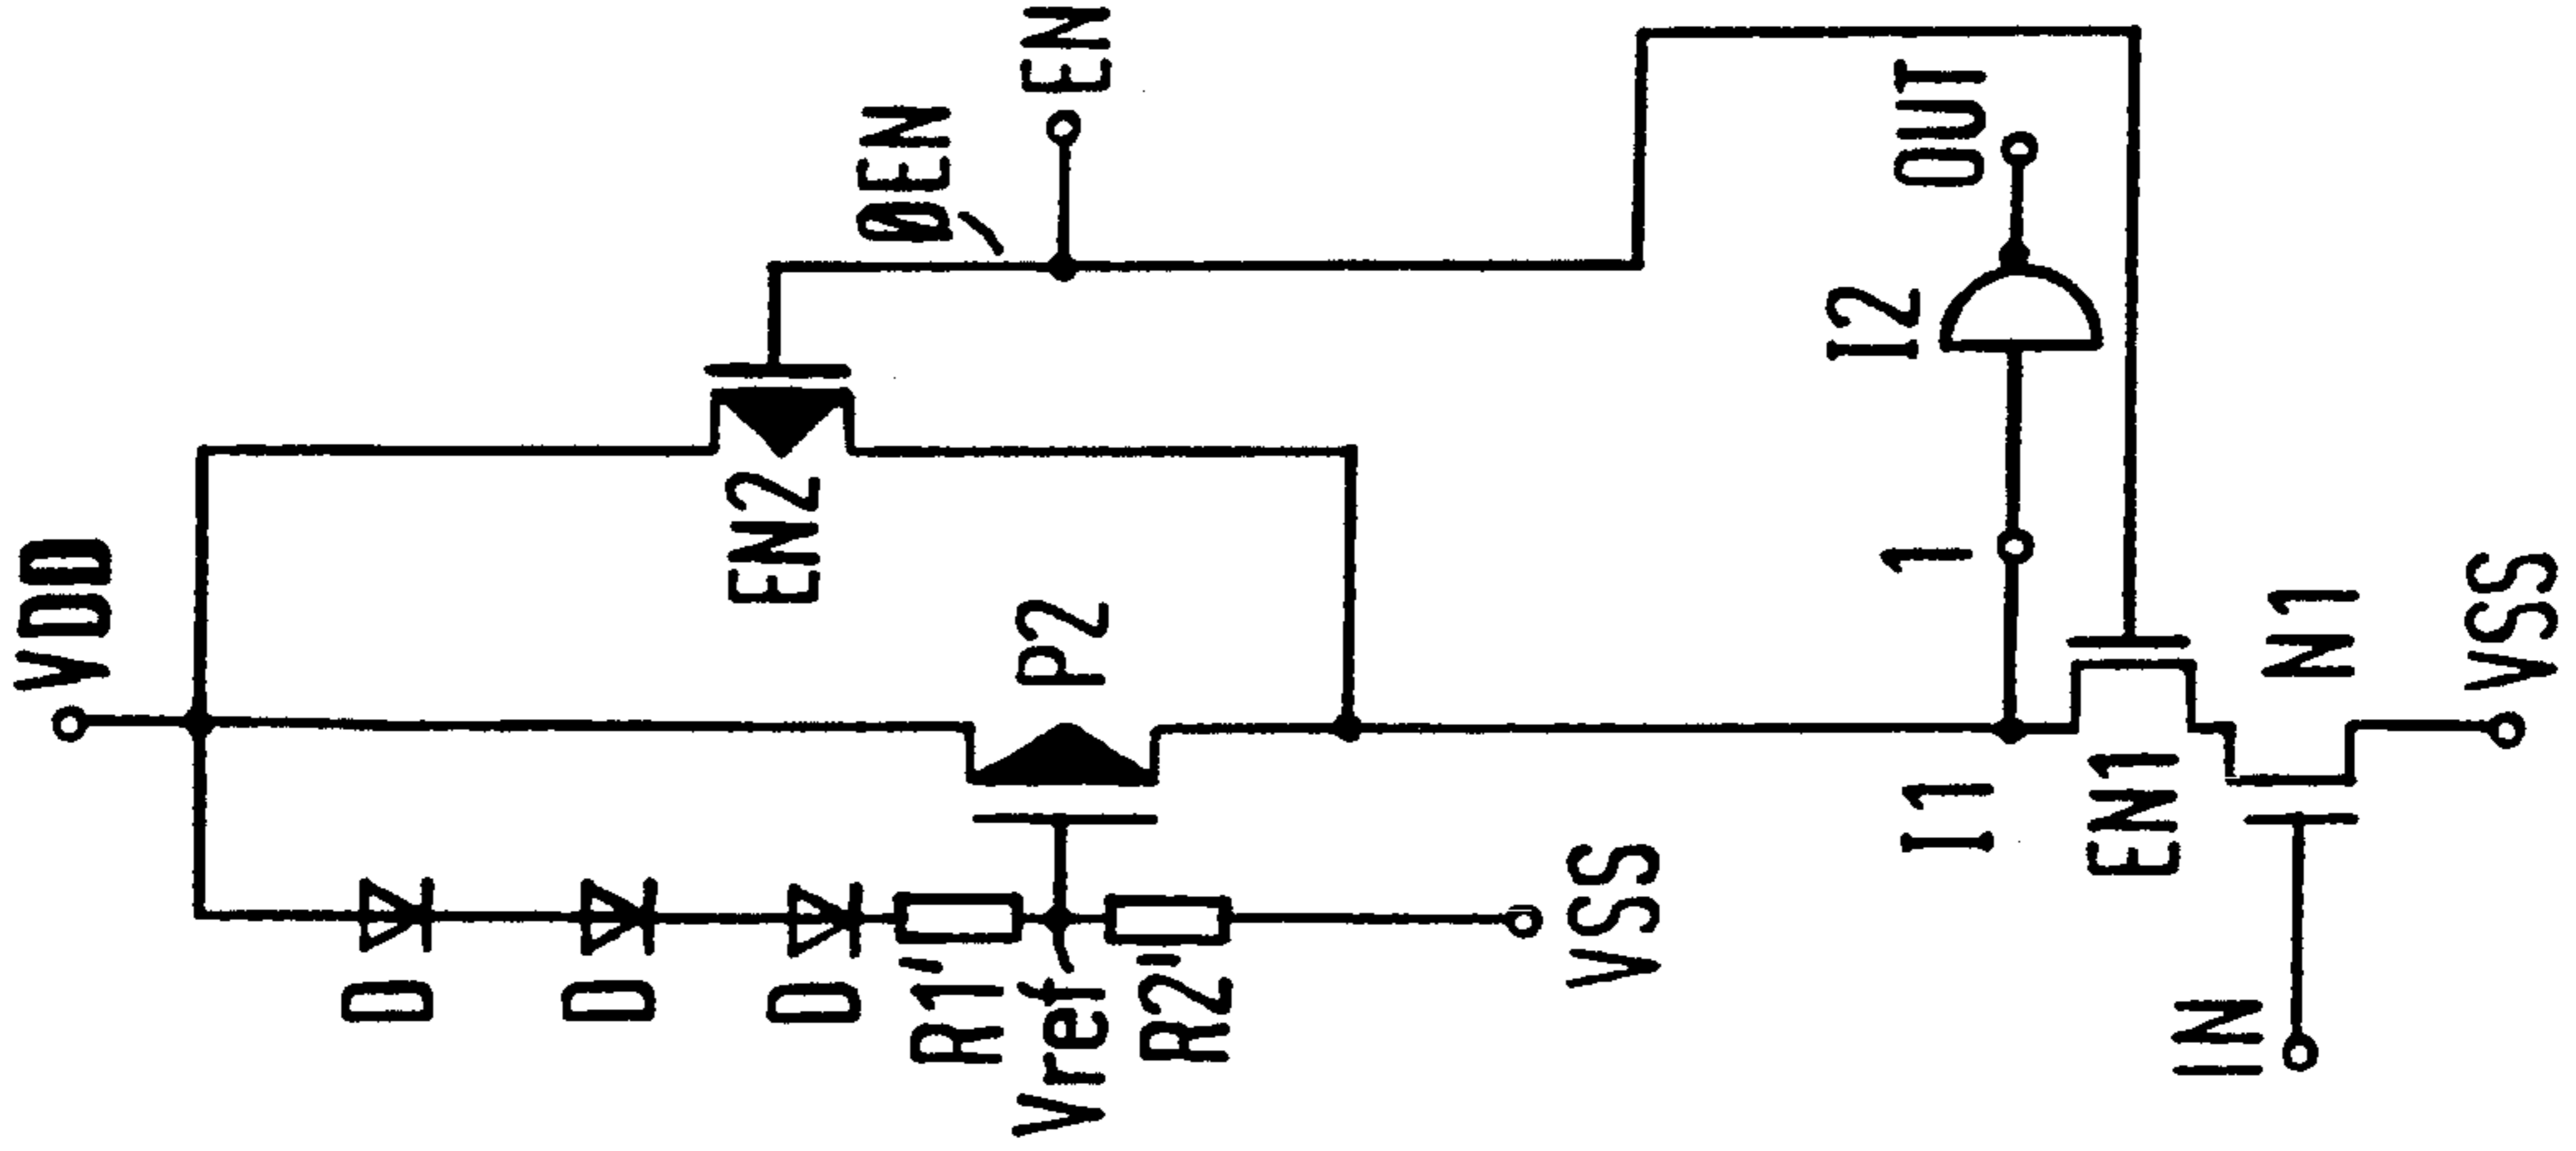 VDD
D
D
D
R1'
Vref
R2'
VSS
P2
EN2
ØEN
EN
I1
1
I2
OUT
EN1
N1
IN
VSS